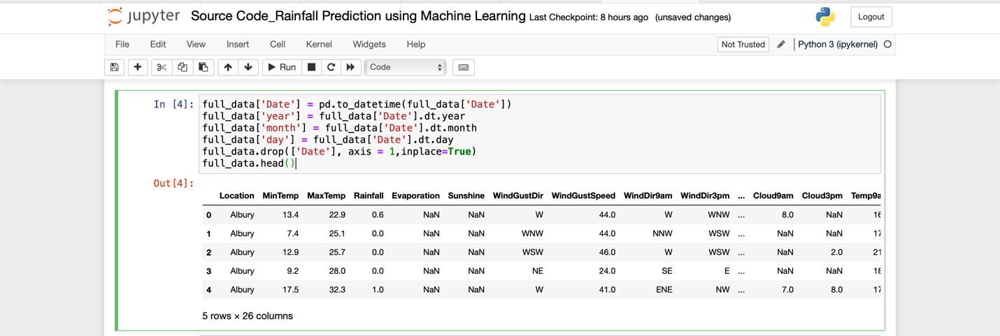 jupyter Source Code_Rainfall Prediction using Machine Learning Last Checkpoint: 8 hours ago (unsaved changes) Logout
File Edit View Insert Cell Kernel Widgets Help Not Trusted Python 3 (ipykernel)
Run Code
In [4]: full_data['Date'] = pd.to_datetime(full_data['Date'])
full_data['year'] = full_data['Date'].dt.year
full_data['month'] = full_data['Date'].dt.month
full_data['day'] = full_data['Date'].dt.day
full_data.drop(['Date'], axis = 1,inplace=True)
full_data.head()
Out[4]:
Location MinTemp MaxTemp Rainfall Evaporation Sunshine WindGustDir WindGustSpeed WindDir9am WindDir3pm ... Cloud9am Cloud3pm Temp9a
0 Albury 13.4 22.9 0.6 NaN NaN W 44.0 W WNW ... 8.0 NaN 16
1 Albury 7.4 25.1 0.0 NaN NaN WNW 44.0 NNW WSW ... NaN NaN 17
2 Albury 12.9 25.7 0.0 NaN NaN WSW 46.0 W WSW ... NaN 2.0 21
3 Albury 9.2 28.0 0.0 NaN NaN NE 24.0 SE E ... NaN NaN 18
4 Albury 17.5 32.3 1.0 NaN NaN W 41.0 ENE NW ... 7.0 8.0 17
5 rows × 26 columns